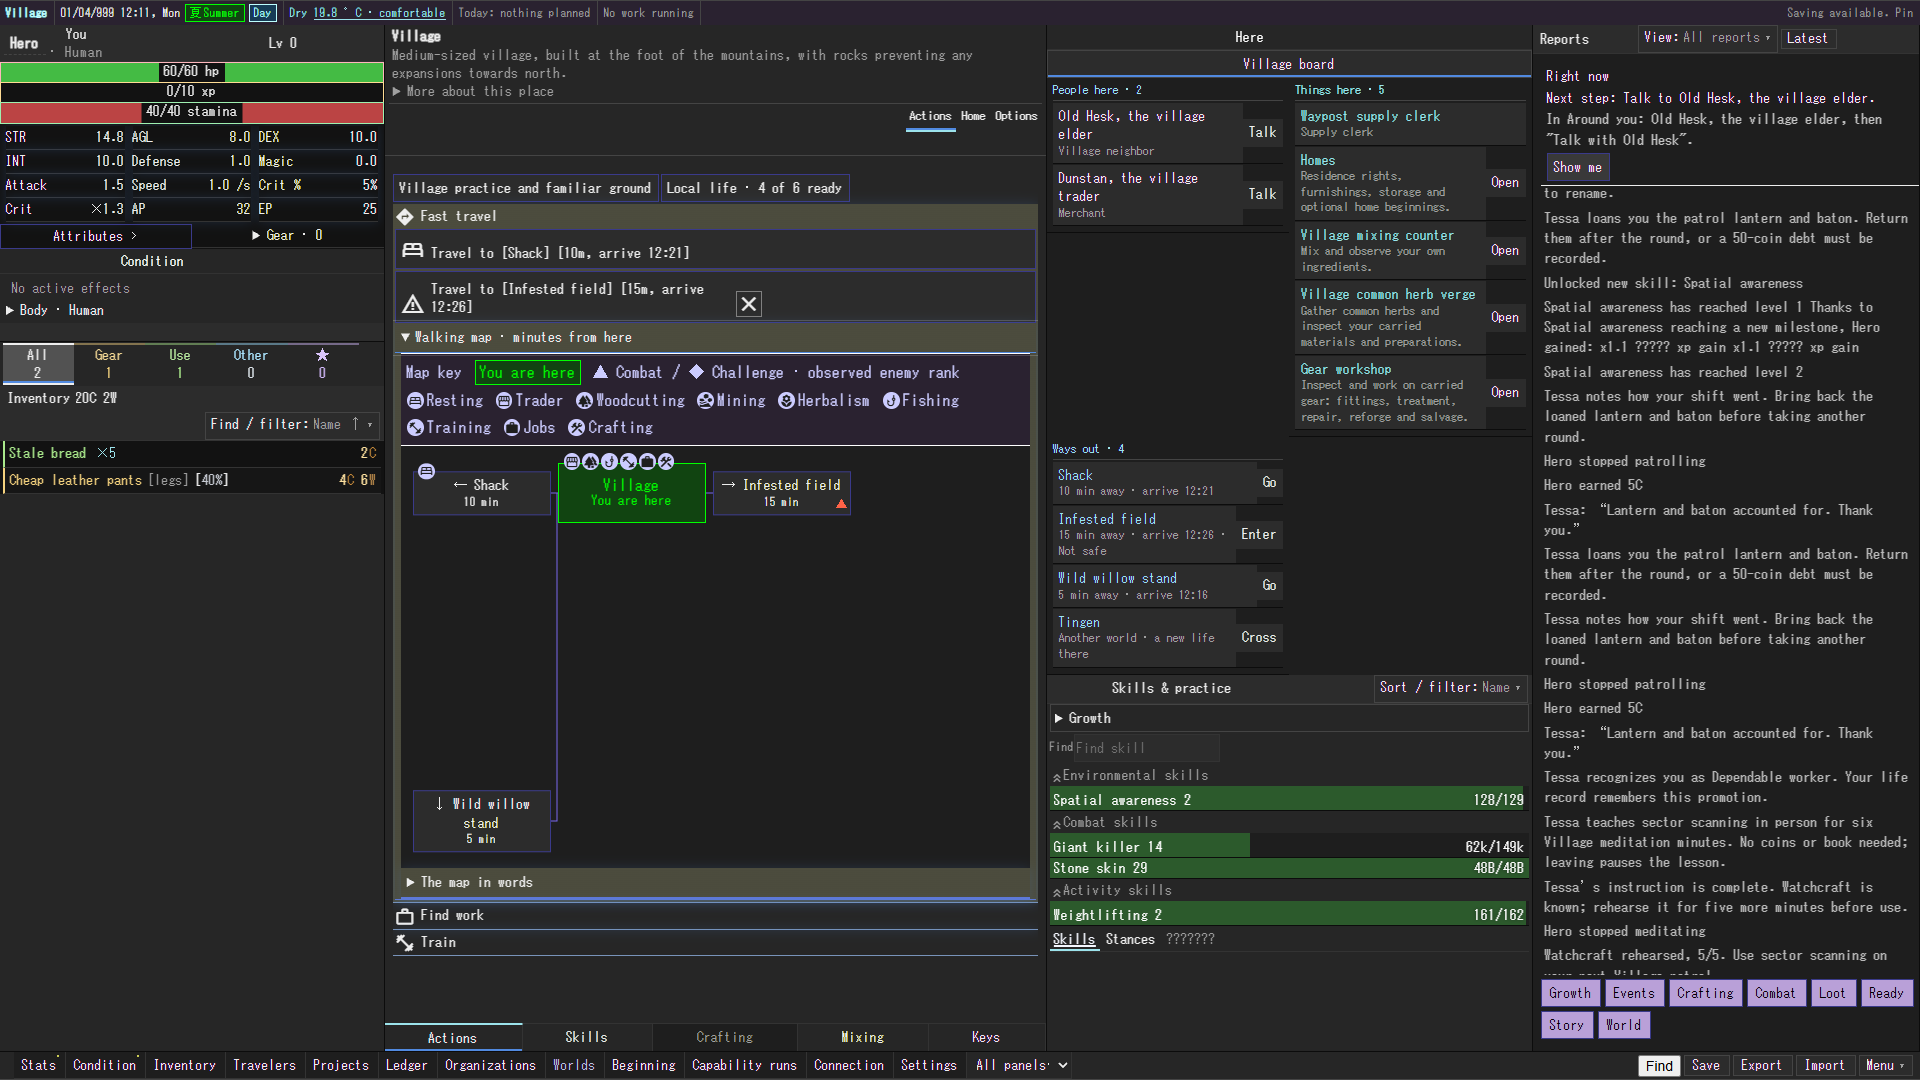 Village 01/04/999 12:11, Mon 夏Summer Day Dry 19.8 ° C · comfortable Today: nothing planned No work running Saving available. Pin
Hero · You Human Lv 0
60/60 hp
0/10 xp
40/40 stamina
STR 14.8 AGL 8.0 DEX 10.0
INT 10.0 Defense 1.0 Magic 0.0
Attack 1.5 Speed 1.0 /s Crit % 5%
Crit ×1.3 AP 32 EP 25
Attributes > ▶ Gear · 0
Condition
No active effects
▶ Body · Human
All 2 Gear 1 Use 1 Other 0 ★ 0
Inventory 20C 2W
Find / filter: Name ↑ ▾
Stale bread ×5 2C
Cheap leather pants [legs] [40%] 4C 6W
Village
Medium-sized village, built at the foot of the mountains, with rocks preventing any
expansions towards north.
▶ More about this place
Actions Home Options
Village practice and familiar ground Local life · 4 of 6 ready
Fast travel
Travel to [Shack] [10m, arrive 12:21]
Travel to [Infested field] [15m, arrive
12:26]
▼ Walking map · minutes from here
Map key You are here ▲ Combat / ◆ Challenge · observed enemy rank
Resting Trader Woodcutting Mining Herbalism Fishing
Training Jobs Crafting
← Shack
10 min
Village
You are here
→ Infested field
15 min
↓ Wild willow
stand
5 min
▶ The map in words
Find work
Train
Actions Skills Crafting Mixing Keys
Here
Village board
People here · 2
Old Hesk, the village
elder
Village neighbor
Talk
Dunstan, the village
trader
Merchant
Talk
Things here · 5
Waypost supply clerk
Supply clerk
Homes
Residence rights,
furnishings, storage and
optional home beginnings.
Open
Village mixing counter
Mix and observe your own
ingredients.
Open
Village common herb verge
Gather common herbs and
inspect your carried
materials and preparations.
Open
Gear workshop
Inspect and work on carried
gear: fittings, treatment,
repair, reforge and salvage.
Open
Ways out · 4
Shack
10 min away · arrive 12:21
Go
Infested field
15 min away · arrive 12:26 ·
Not safe
Enter
Wild willow stand
5 min away · arrive 12:16
Go
Tingen
Another world · a new life
there
Cross
Skills & practice Sort / filter: Name ▾
▶ Growth
Find Find skill
Environmental skills
Spatial awareness 2 128/129
Combat skills
Giant killer 14 62k/149k
Stone skin 29 48B/48B
Activity skills
Weightlifting 2 161/162
Skills Stances ???????
Reports View: All reports ▾ Latest
Right now
Next step: Talk to Old Hesk, the village elder.
In Around you: Old Hesk, the village elder, then
"Talk with Old Hesk".
Show me
to rename.
Tessa loans you the patrol lantern and baton. Return
them after the round, or a 50-coin debt must be
recorded.
Unlocked new skill: Spatial awareness
Spatial awareness has reached level 1 Thanks to
Spatial awareness reaching a new milestone, Hero
gained: x1.1 ????? xp gain x1.1 ????? xp gain
Spatial awareness has reached level 2
Tessa notes how your shift went. Bring back the
loaned lantern and baton before taking another
round.
Hero stopped patrolling
Hero earned 5C
Tessa: “Lantern and baton accounted for. Thank
you.”
Tessa loans you the patrol lantern and baton. Return
them after the round, or a 50-coin debt must be
recorded.
Tessa notes how your shift went. Bring back the
loaned lantern and baton before taking another
round.
Hero stopped patrolling
Hero earned 5C
Tessa: “Lantern and baton accounted for. Thank
you.”
Tessa recognizes you as Dependable worker. Your life
record remembers this promotion.
Tessa teaches sector scanning in person for six
Village meditation minutes. No coins or book needed;
leaving pauses the lesson.
Tessa’s instruction is complete. Watchcraft is
known; rehearse it for five more minutes before use.
Hero stopped meditating
Watchcraft rehearsed, 5/5. Use sector scanning on
your next Village patrol
Growth Events Crafting Combat Loot Ready
Story World
Stats Condition Inventory Travelers Projects Ledger Organizations Worlds Beginning Capability runs Connection Settings All panels Find Save Export Import Menu ▾